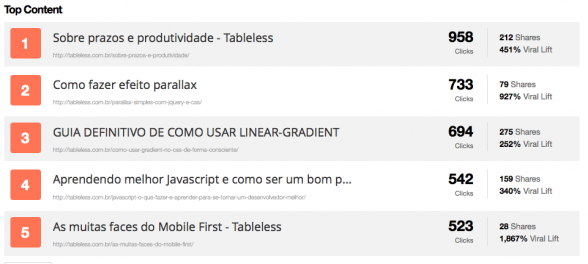 Top Content
1
Sobre prazos e produtividade - Tableless
http://tableless.com.br/sobre-prazos-e-produtividade/
958
Clicks
212 Shares
451% Viral Lift
2
Como fazer efeito parallax
http://tableless.com.br/parallax-simples-com-jquery-e-css/
733
Clicks
79 Shares
927% Viral Lift
3
GUIA DEFINITIVO DE COMO USAR LINEAR-GRADIENT
http://tableless.com.br/como-usar-gradient-no-css-de-forma-consciente/
694
Clicks
275 Shares
252% Viral Lift
4
Aprendendo melhor Javascript e como ser um bom p...
http://tableless.com.br/javascript-o-que-fazer-e-aprender-para-se-tornar-um-desenvolvedor-melhor/
542
Clicks
159 Shares
340% Viral Lift
5
As muitas faces do Mobile First - Tableless
http://tableless.com.br/as-muitas-faces-do-mobile-first/
523
Clicks
28 Shares
1,867% Viral Lift